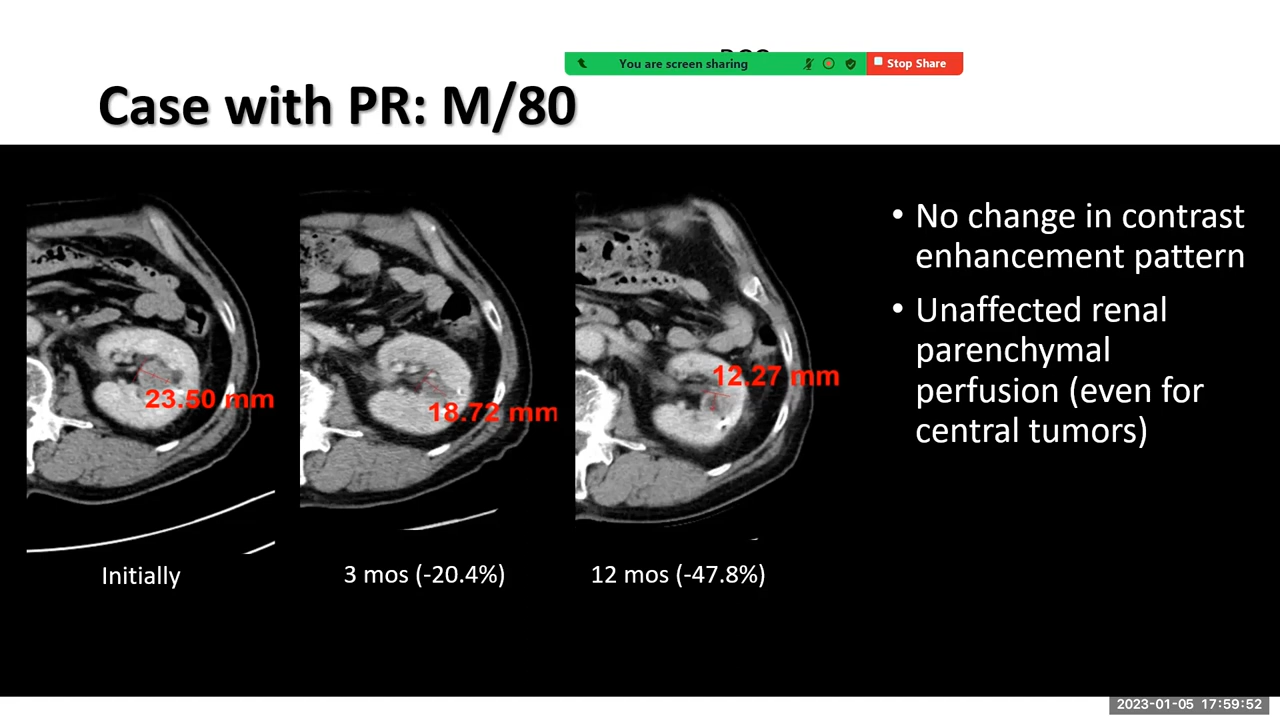 You are screen sharing
Stop Share
Case with PR: M/80
23.50 mm
18.72 mm
12.27 mm
Initially
3 mos (-20.4%)
12 mos (-47.8%)
• No change in contrast
enhancement pattern
• Unaffected renal
parenchymal
perfusion (even for
central tumors)
2023-01-05 17:59:52